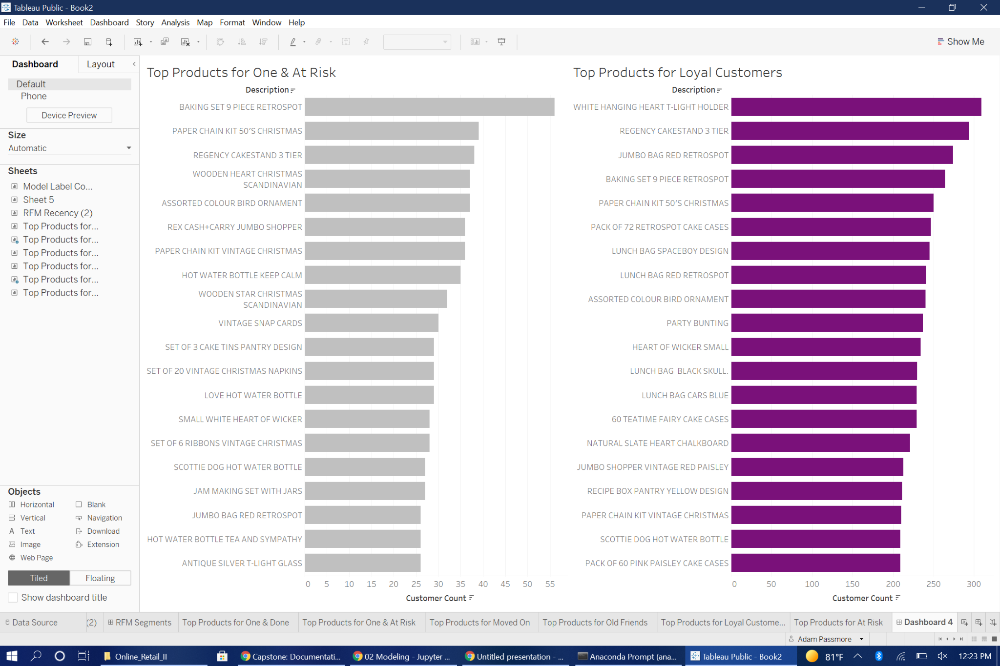 Tableau Public - Book2
File Data Worksheet Dashboard Story Analysis Map Format Window Help
Show Me
Dashboard Layout
Default
Phone
Device Preview
Size
Automatic
Sheets
Model Label Co...
Sheet 5
RFM Recency (2)
Top Products for...
Top Products for...
Top Products for...
Top Products for...
Top Products for...
Top Products for...
Objects
Horizontal Blank
Vertical Navigation
Text Download
Image Extension
Web Page
Tiled Floating
Show dashboard title
Top Products for One & At Risk
Description
BAKING SET 9 PIECE RETROSPOT
PAPER CHAIN KIT 50'S CHRISTMAS
REGENCY CAKESTAND 3 TIER
WOODEN HEART CHRISTMAS
SCANDINAVIAN
ASSORTED COLOUR BIRD ORNAMENT
REX CASH+CARRY JUMBO SHOPPER
PAPER CHAIN KIT VINTAGE CHRISTMAS
HOT WATER BOTTLE KEEP CALM
WOODEN STAR CHRISTMAS
SCANDINAVIAN
VINTAGE SNAP CARDS
SET OF 3 CAKE TINS PANTRY DESIGN
SET OF 20 VINTAGE CHRISTMAS NAPKINS
LOVE HOT WATER BOTTLE
SMALL WHITE HEART OF WICKER
SET OF 6 RIBBONS VINTAGE CHRISTMAS
SCOTTIE DOG HOT WATER BOTTLE
JAM MAKING SET WITH JARS
JUMBO BAG RED RETROSPOT
HOT WATER BOTTLE TEA AND SYMPATHY
ANTIQUE SILVER T-LIGHT GLASS
0 5 10 15 20 25 30 35 40 45 50 55
Customer Count
Top Products for Loyal Customers
Description
WHITE HANGING HEART T-LIGHT HOLDER
REGENCY CAKESTAND 3 TIER
JUMBO BAG RED RETROSPOT
BAKING SET 9 PIECE RETROSPOT
PAPER CHAIN KIT 50'S CHRISTMAS
PACK OF 72 RETROSPOT CAKE CASES
LUNCH BAG SPACEBOY DESIGN
LUNCH BAG RED RETROSPOT
ASSORTED COLOUR BIRD ORNAMENT
PARTY BUNTING
HEART OF WICKER SMALL
LUNCH BAG  BLACK SKULL.
LUNCH BAG CARS BLUE
60 TEATIME FAIRY CAKE CASES
NATURAL SLATE HEART CHALKBOARD
JUMBO SHOPPER VINTAGE RED PAISLEY
RECIPE BOX PANTRY YELLOW DESIGN
PAPER CHAIN KIT VINTAGE CHRISTMAS
SCOTTIE DOG HOT WATER BOTTLE
PACK OF 60 PINK PAISLEY CAKE CASES
0 50 100 150 200 250 300
Customer Count
Data Source (2) RFM Segments Top Products for One & Done Top Products for One & At Risk Top Products for Moved On Top Products for Old Friends Top Products for Loyal Custome... Top Products for At Risk Dashboard 4
Adam Passmore
Online_Retail_II Capstone: Documentati... 02 Modeling - Jupyter ... Untitled presentation - ... Anaconda Prompt (ana... Tableau Public - Book2 81°F 12:23 PM